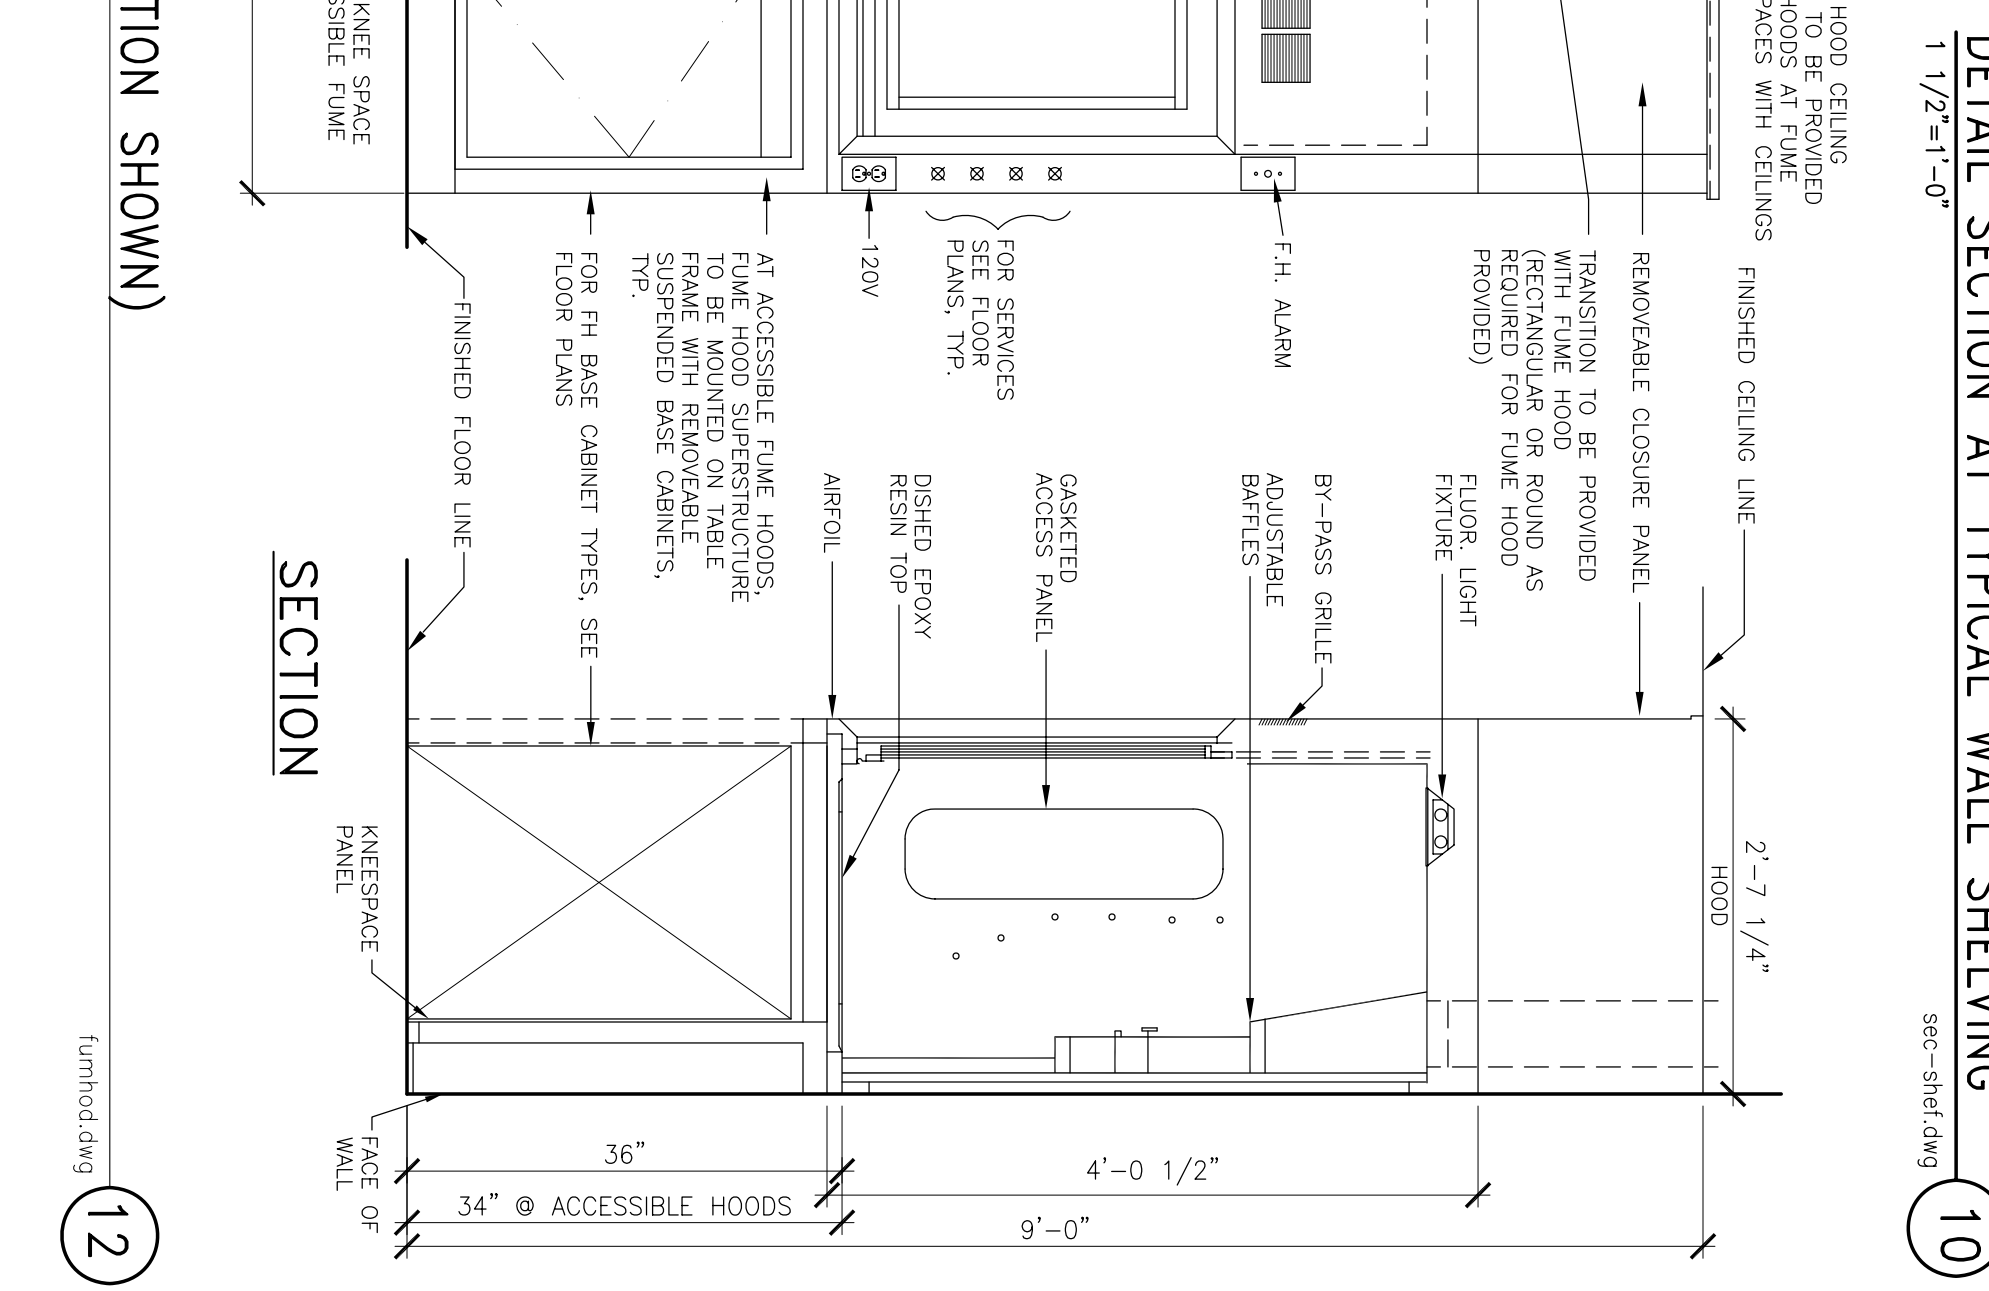 DETAIL SECTION AT TYPICAL WALL SHELVING
1 1/2"=1'-0"
sec-shef.dwg
10
HOOD CEILING
TO BE PROVIDED
HOODS AT FUME
WITH CEILINGS
FINISHED CEILING LINE
REMOVEABLE CLOSURE PANEL
TRANSITION TO BE PROVIDED
WITH FUME HOOD
(RECTANGULAR OR ROUND AS
REQUIRED FOR FUME HOOD
PROVIDED)
F.H. ALARM
FOR SERVICES
SEE FLOOR
PLANS, TYP.
120V
AT ACCESSIBLE FUME HOODS,
FUME HOOD SUPERSTRUCTURE
TO BE MOUNTED ON TABLE
FRAME WITH REMOVEABLE
SUSPENDED BASE CABINETS,
TYP.
FOR FH BASE CABINET TYPES, SEE
FLOOR PLANS
FINISHED FLOOR LINE
KNEE SPACE
FUME
FLUOR. LIGHT
FIXTURE
BY-PASS GRILLE
ADJUSTABLE
BAFFLES
GASKETED
ACCESS PANEL
DISHED EPOXY
RESIN TOP
AIRFOIL
2'-7 1/4"
HOOD
KNEESPACE
PANEL
FACE OF
WALL
36"
34" @ ACCESSIBLE HOODS
4'-0 1/2"
9'-0"
SECTION
SHOWN)
fumhod.dwg
12